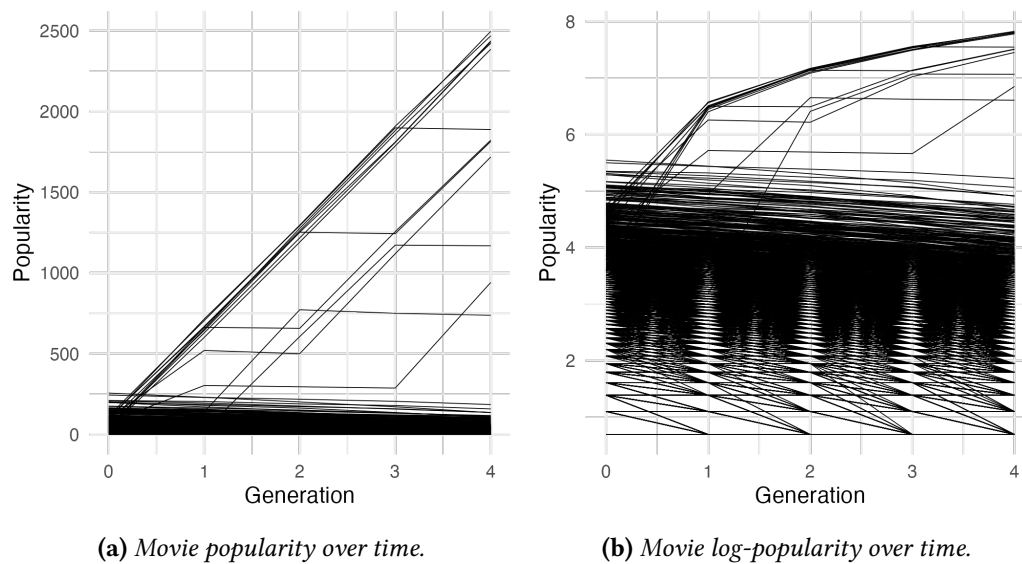 Popularity
2500
2000
1500
1000
500
0
0 1 2 3 4
Generation
(a) Movie popularity over time.
Popularity
8
6
4
2
0 1 2 3 4
Generation
(b) Movie log-popularity over time.